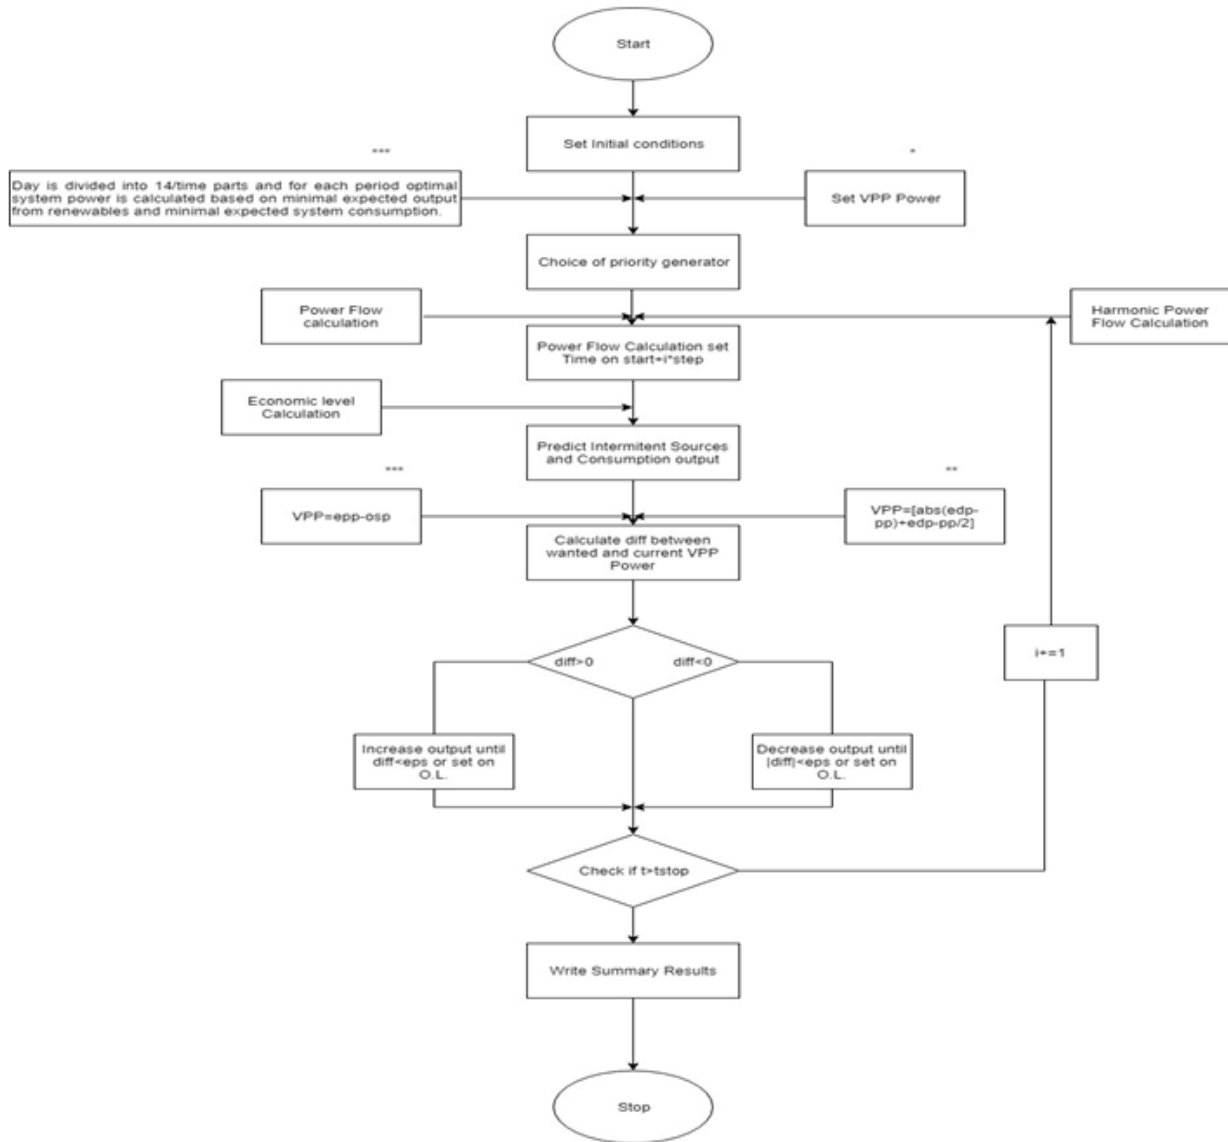 Start
Set Initial conditions
***
*
Day is divided into 14/time parts and for each period optimal
system power is calculated based on minimal expected output
from renewables and minimal expected system consumption.
Set VPP Power
Choice of priority generator
Power Flow
calculation
Harmonic Power
Flow Calculation
Power Flow Calculation set
Time on start+i*step
Economic level
Calculation
Predict Intermitent Sources
and Consumption output
***
**
VPP=epp-osp
VPP=[abs(edp-
pp)+edp-pp/2]
Calculate diff between
wanted and current VPP
Power
diff>0
diff<0
i+=1
Increase output until
diff<eps or set on
O.L.
Decrease output until
|diff|<eps or set on
O.L.
Check if t>tstop
Write Summary Results
Stop